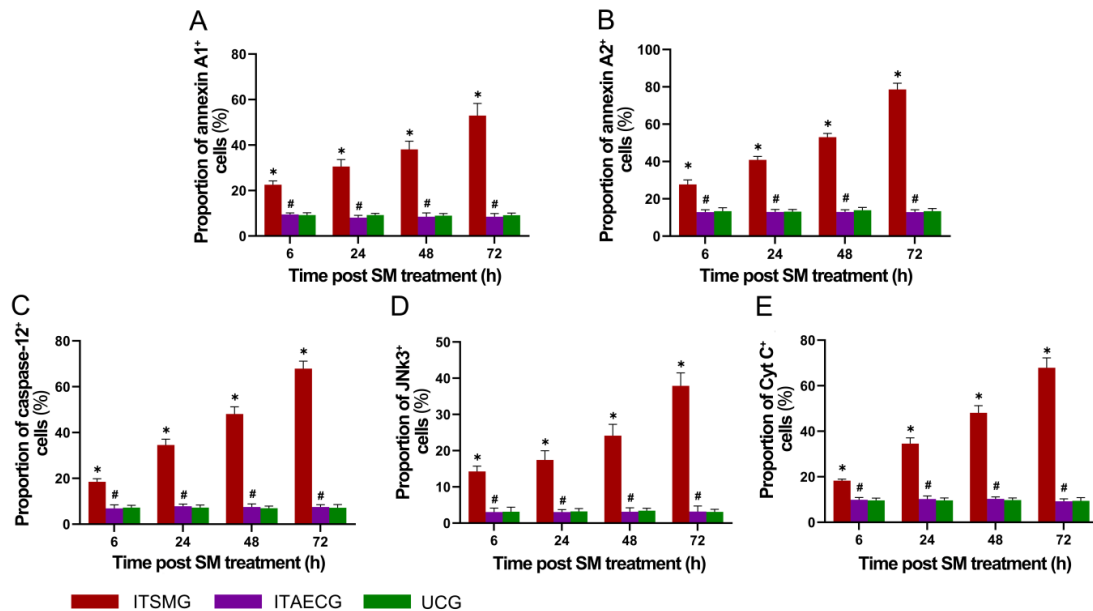 A
Proportion of annexin A1⁺
cells (%)
80
60
40
20
0
* * * *
# # # #
6 24 48 72
Time post SM treatment (h)
B
Proportion of annexin A2⁺
cells (%)
100
80
60
40
20
0
* * * *
# # # #
6 24 48 72
Time post SM treatment (h)
C
Proportion of caspase-12⁺
cells (%)
80
60
40
20
0
* * * *
# # # #
6 24 48 72
Time post SM treatment (h)
D
Proportion of JNk3⁺
cells (%)
50
40
30
20
10
0
* * * *
# # # #
6 24 48 72
Time post SM treatment (h)
E
Proportion of Cyt C⁺
cells (%)
80
60
40
20
0
* * * *
# # # #
6 24 48 72
Time post SM treatment (h)
ITSMG ITAECG UCG